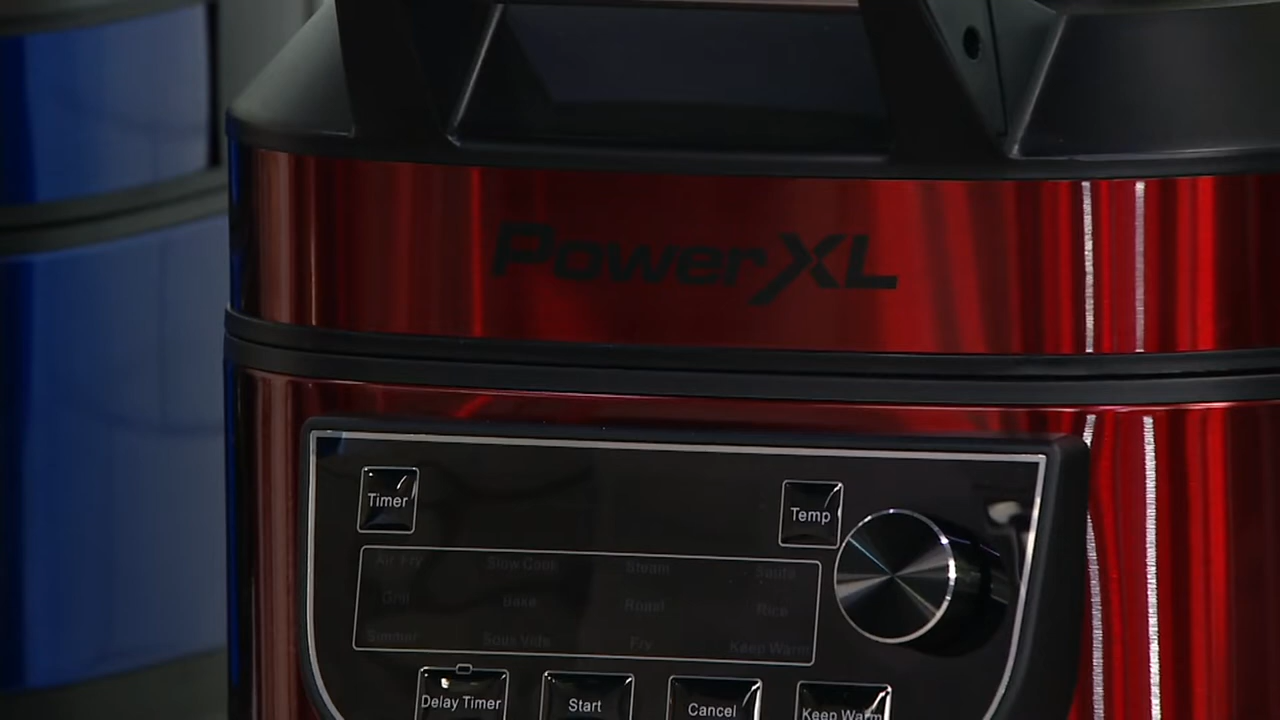 PowerXL
Timer
Temp
Air Fry Slow Cook Steam Sauté
Grill Bake Roast Rice
Simmer Sous Vide Fry Keep Warm
Delay Timer Start Cancel Keep Warm